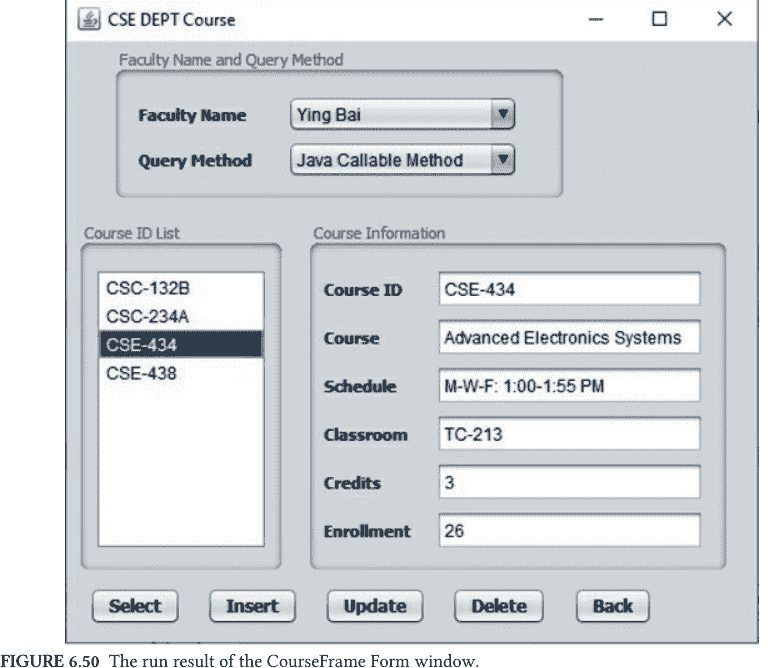 CSE DEPT Course
Faculty Name and Query Method
Faculty Name Ying Bai
Query Method Java Callable Method
Course ID List
CSC-132B
CSC-234A
CSE-434
CSE-438
Course Information
Course ID CSE-434
Course Advanced Electronics Systems
Schedule M-W-F: 1:00-1:55 PM
Classroom TC-213
Credits 3
Enrollment 26
Select Insert Update Delete Back
FIGURE 6.50 The run result of the CourseFrame Form window.